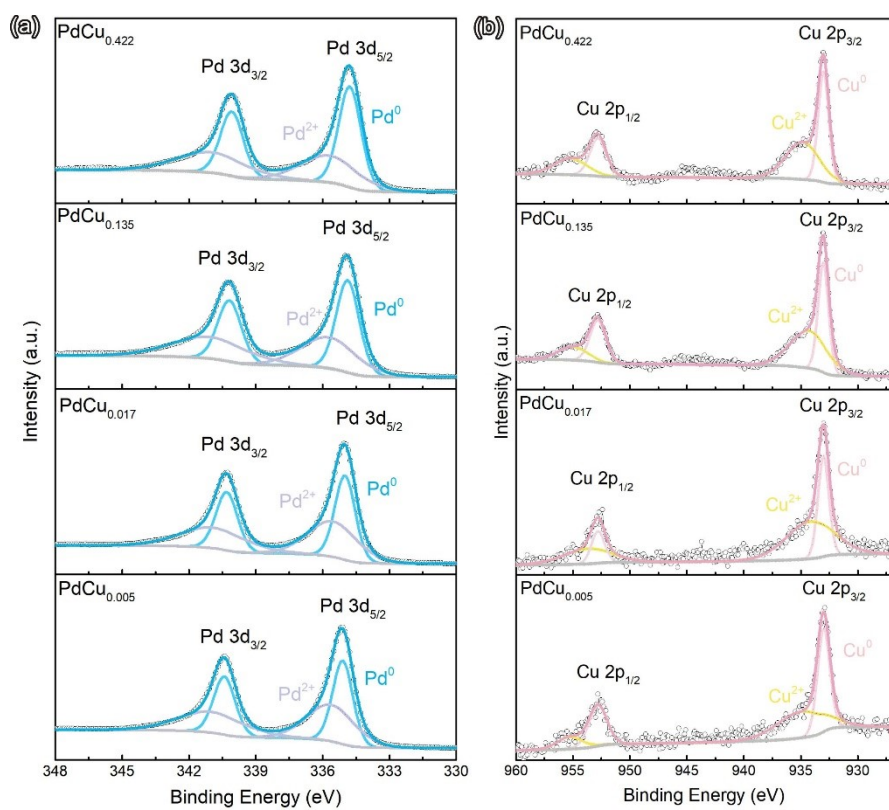 (a)
PdCu0.422
Pd 3d3/2
Pd 3d5/2
Pd2+
Pd0
PdCu0.135
Pd 3d3/2
Pd 3d5/2
Pd2+
Pd0
PdCu0.017
Pd 3d3/2
Pd 3d5/2
Pd2+
Pd0
PdCu0.005
Pd 3d3/2
Pd 3d5/2
Pd2+
Pd0
Intensity (a.u.)
348 345 342 339 336 333 330
Binding Energy (eV)
(b)
PdCu0.422
Cu 2p3/2
Cu 2p1/2
Cu2+
Cu0
PdCu0.135
Cu 2p3/2
Cu 2p1/2
Cu2+
Cu0
PdCu0.017
Cu 2p3/2
Cu 2p1/2
Cu2+
Cu0
PdCu0.005
Cu 2p3/2
Cu 2p1/2
Cu2+
Cu0
Intensity (a.u.)
960 955 950 945 940 935 930
Binding Energy (eV)